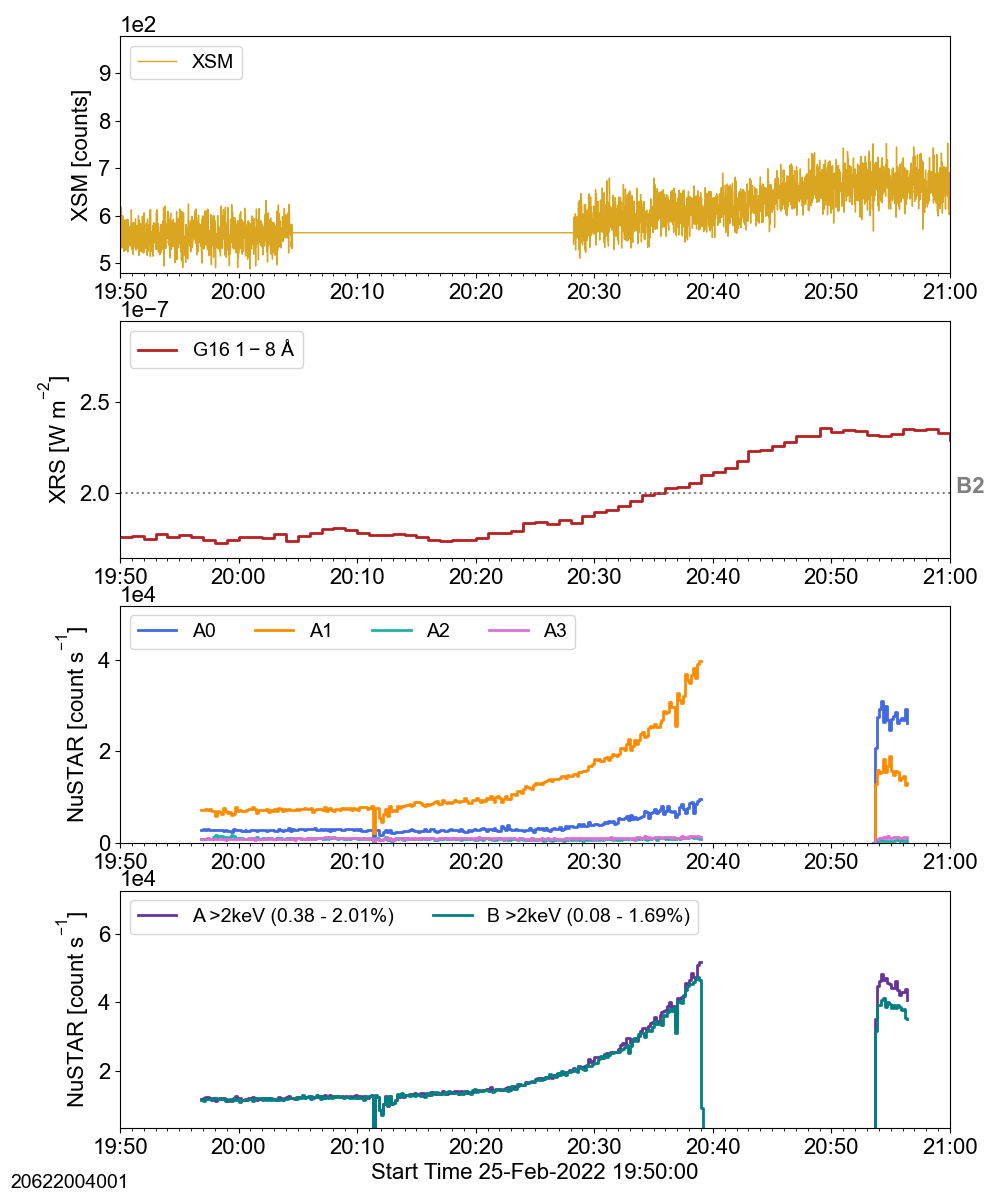 1e2
XSM
XSM [counts]
9
8
7
6
5
19:50 20:00 20:10 20:20 20:30 20:40 20:50 21:00
1e−7
G16 1 − 8 Å
XRS [W m⁻²]
2.5
2.0
B2
19:50 20:00 20:10 20:20 20:30 20:40 20:50 21:00
1e4
A0 A1 A2 A3
NuSTAR [count s⁻¹]
4
2
0
19:50 20:00 20:10 20:20 20:30 20:40 20:50 21:00
1e4
A >2keV (0.38 - 2.01%) B >2keV (0.08 - 1.69%)
NuSTAR [count s⁻¹]
6
4
2
19:50 20:00 20:10 20:20 20:30 20:40 20:50 21:00
Start Time 25-Feb-2022 19:50:00
20622004001